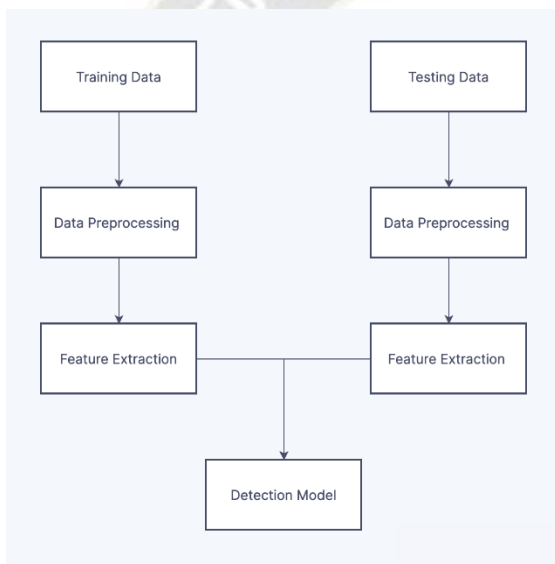 Training Data
Testing Data
Data Preprocessing
Data Preprocessing
Feature Extraction
Feature Extraction
Detection Model